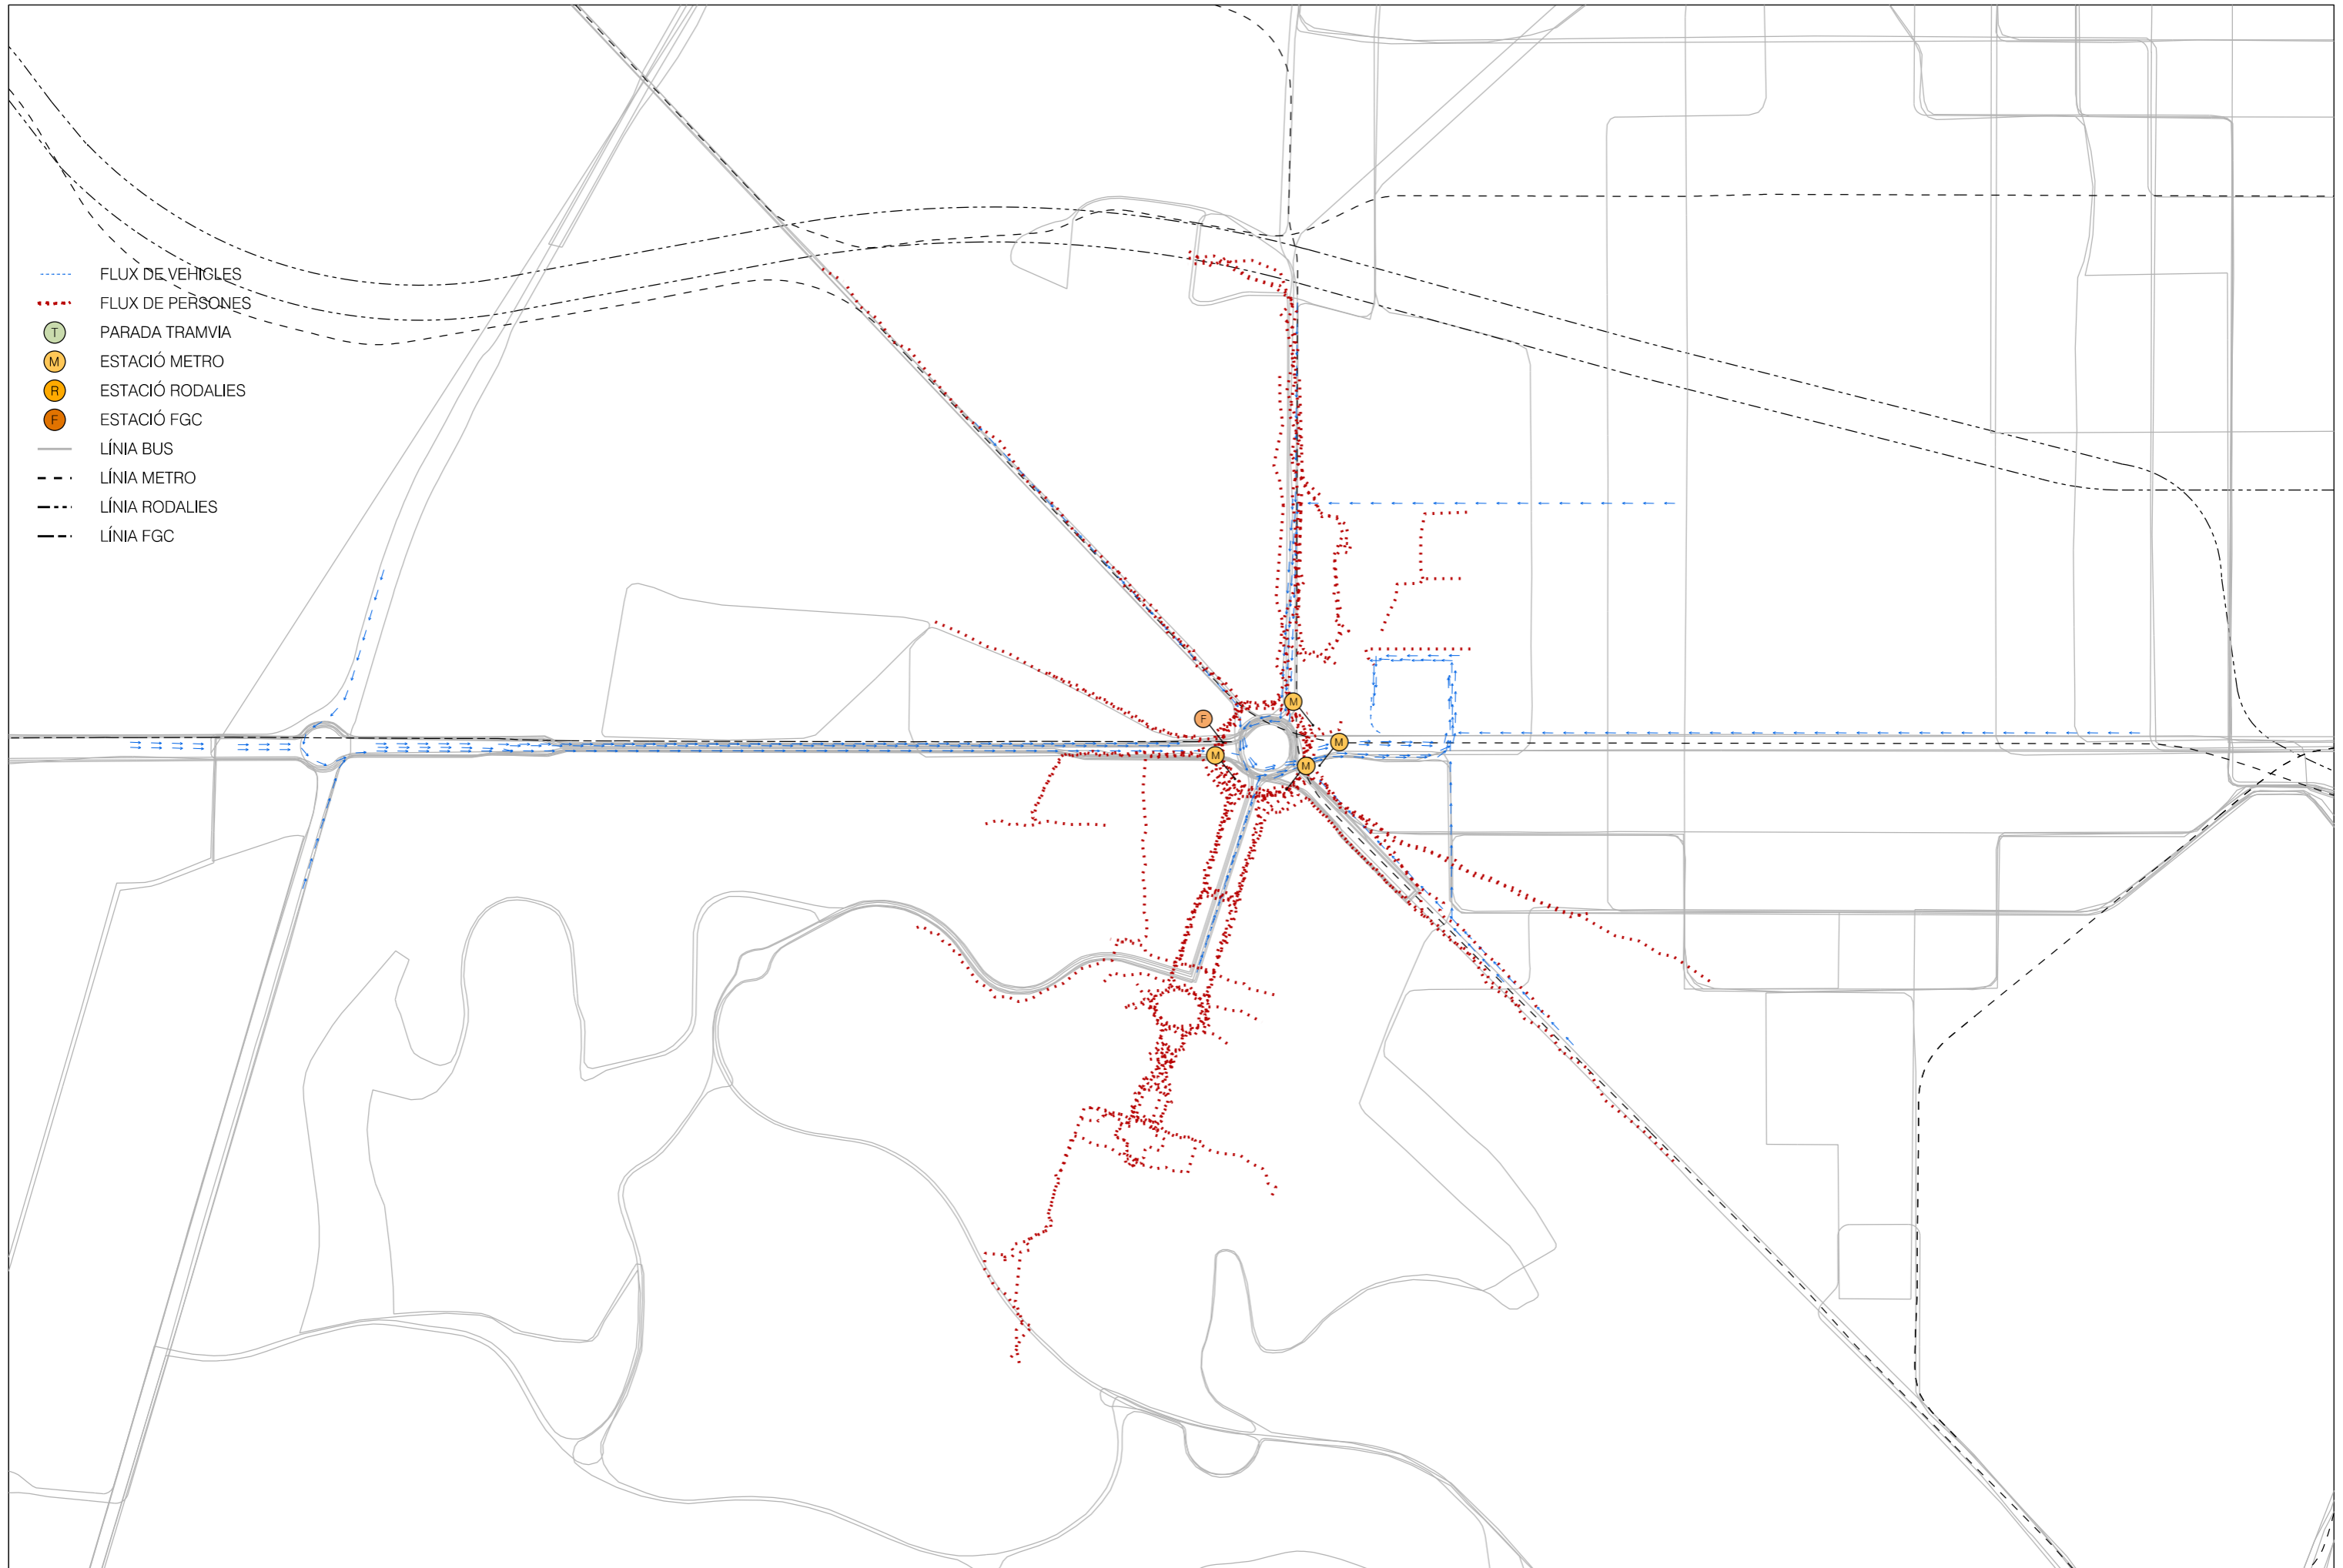 FLUX DE VEHICLES
FLUX DE PERSONES
T PARADA TRAMVIA
M ESTACIÓ METRO
R ESTACIÓ RODALIES
F ESTACIÓ FGC
LÍNIA BUS
LÍNIA METRO
LÍNIA RODALIES
LÍNIA FGC
M
F
M
M
M